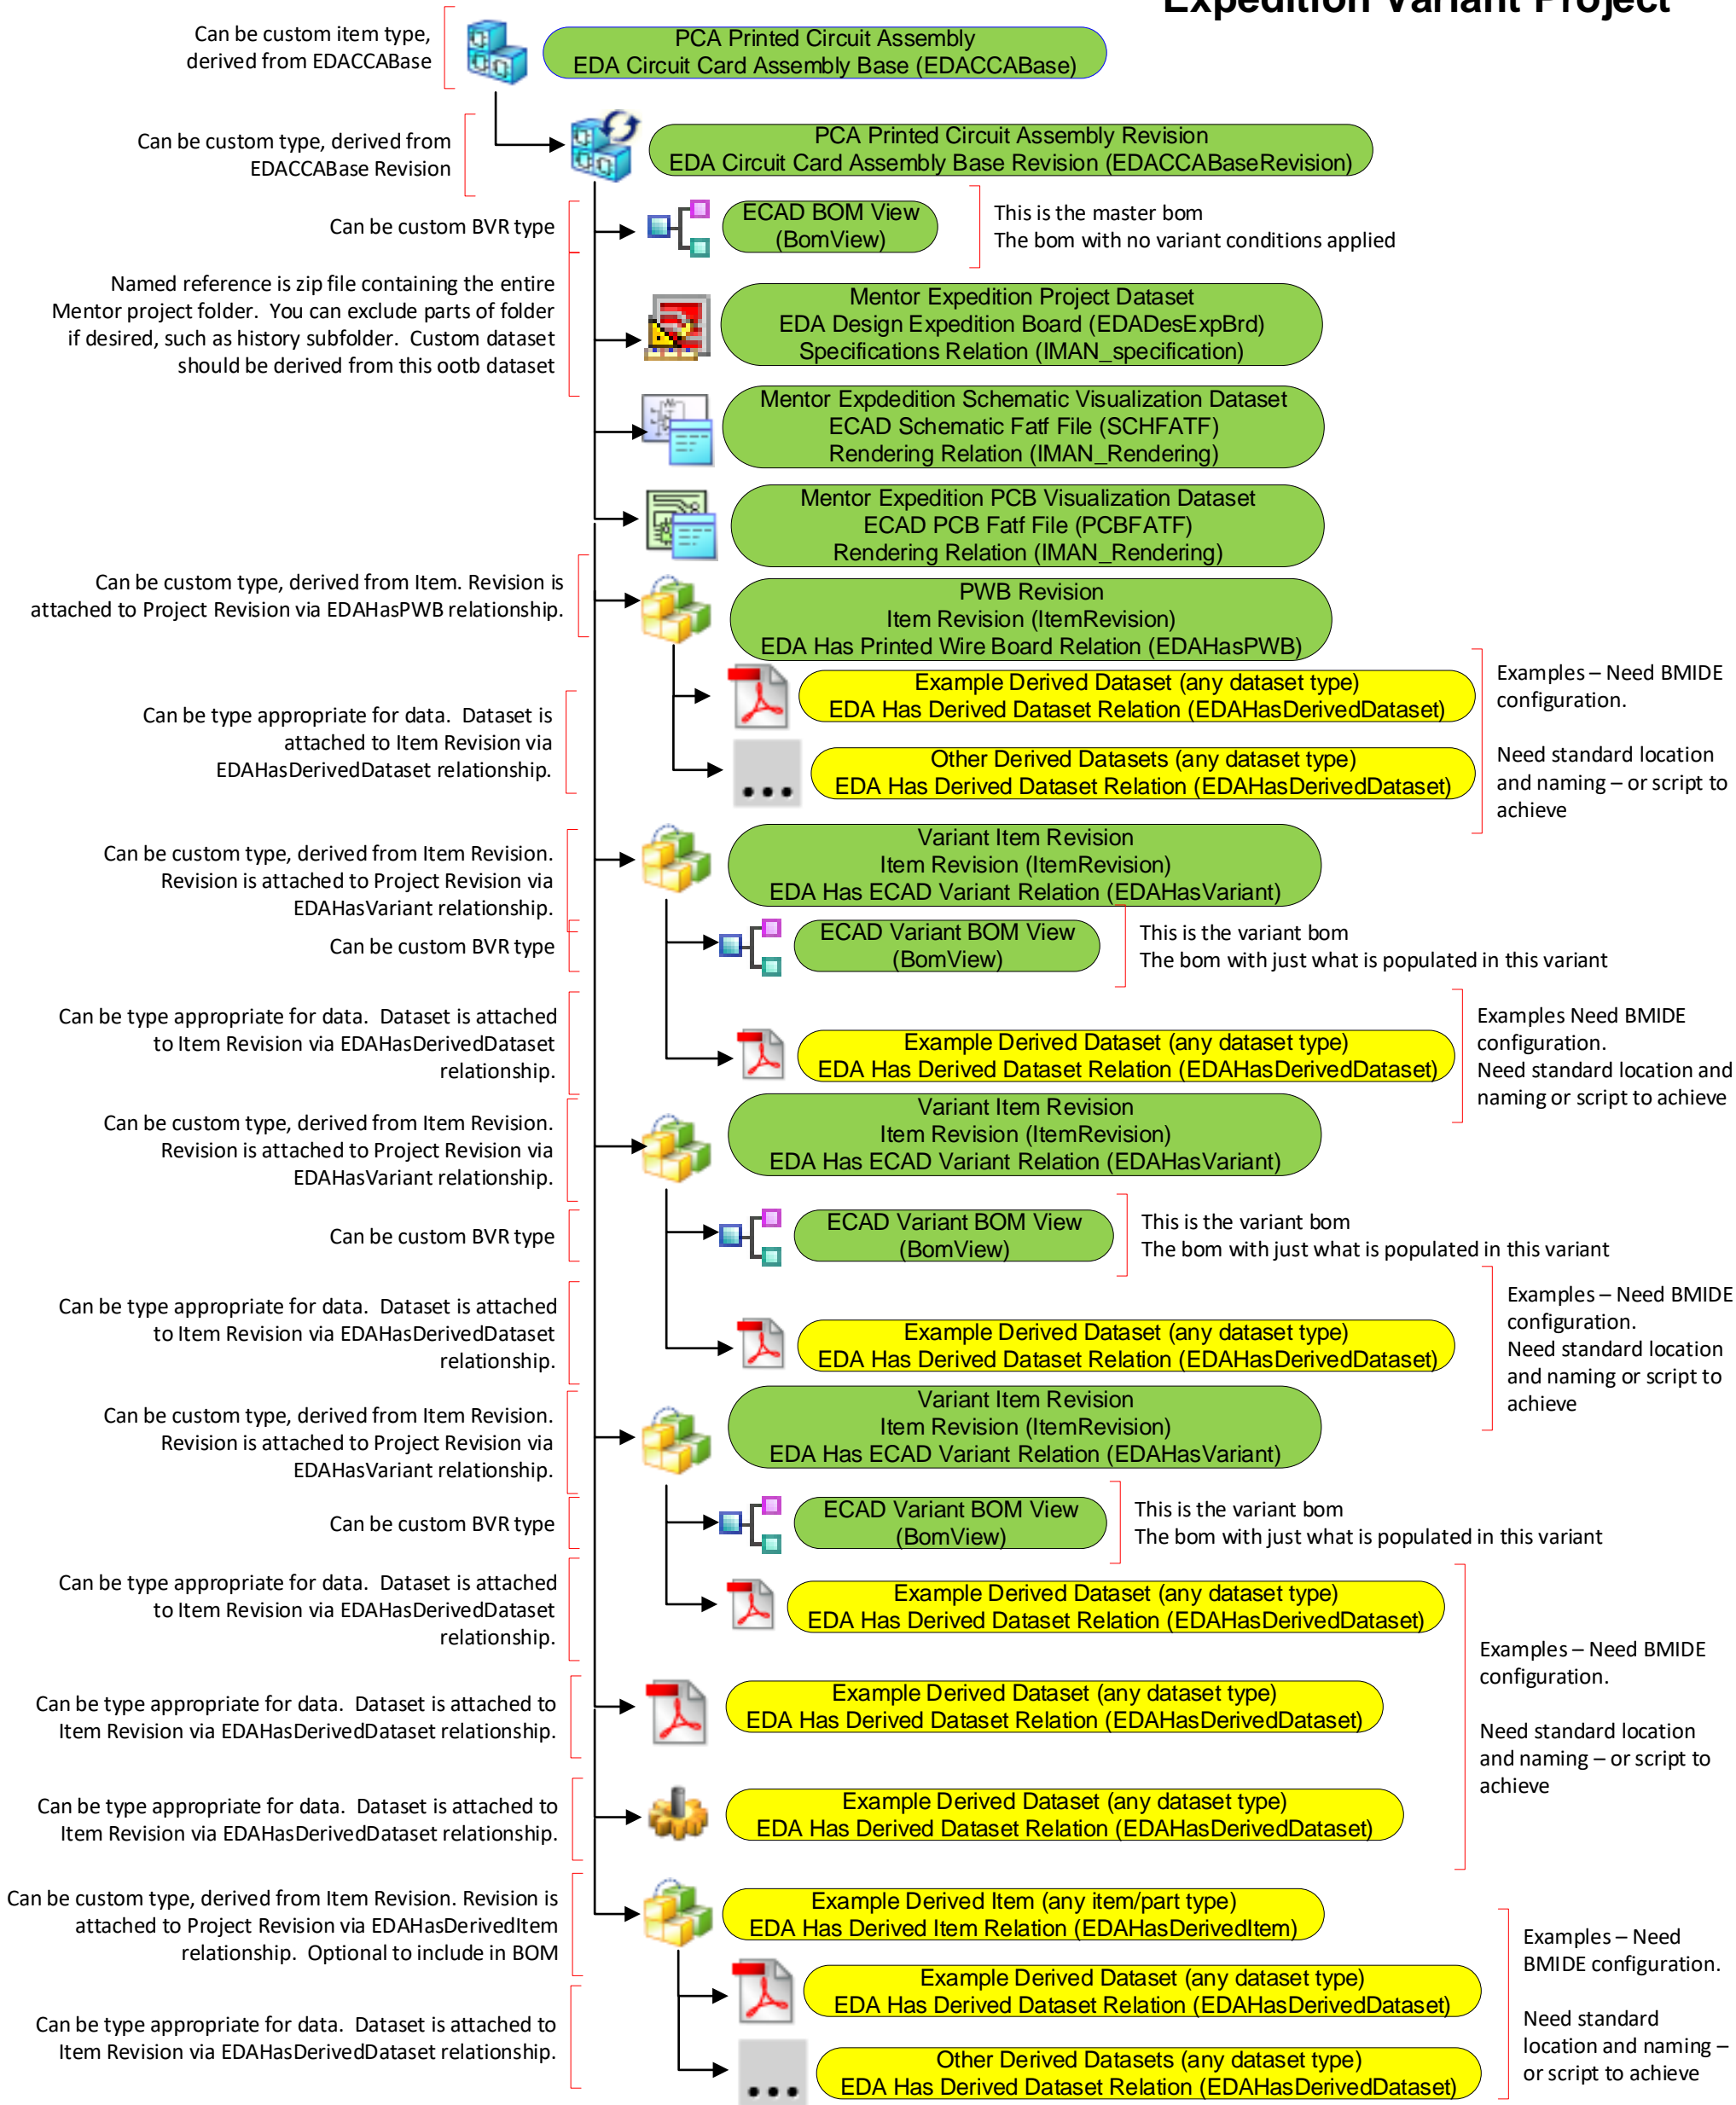 Expedition Variant Project
Can be custom item type,
derived from EDACCABase
PCA Printed Circuit Assembly
EDA Circuit Card Assembly Base (EDACCABase)
Can be custom type, derived from
EDACCABase Revision
PCA Printed Circuit Assembly Revision
EDA Circuit Card Assembly Base Revision (EDACCABaseRevision)
Can be custom BVR type
ECAD BOM View
(BomView)
This is the master bom
The bom with no variant conditions applied
Named reference is zip file containing the entire
Mentor project folder.  You can exclude parts of folder
if desired, such as history subfolder.  Custom dataset
should be derived from this ootb dataset
Mentor Expedition Project Dataset
EDA Design Expedition Board (EDADesExpBrd)
Specifications Relation (IMAN_specification)
Mentor Expdedition Schematic Visualization Dataset
ECAD Schematic Fatf File (SCHFATF)
Rendering Relation (IMAN_Rendering)
Mentor Expedition PCB Visualization Dataset
ECAD PCB Fatf File (PCBFATF)
Rendering Relation (IMAN_Rendering)
Can be custom type, derived from Item. Revision is
attached to Project Revision via EDAHasPWB relationship.
PWB Revision
Item Revision (ItemRevision)
EDA Has Printed Wire Board Relation (EDAHasPWB)
Can be type appropriate for data.  Dataset is
attached to Item Revision via
EDAHasDerivedDataset relationship.
Example Derived Dataset (any dataset type)
EDA Has Derived Dataset Relation (EDAHasDerivedDataset)
Other Derived Datasets (any dataset type)
EDA Has Derived Dataset Relation (EDAHasDerivedDataset)
Examples – Need BMIDE
configuration.
Need standard location
and naming – or script to
achieve
Can be custom type, derived from Item Revision.
Revision is attached to Project Revision via
EDAHasVariant relationship.
Variant Item Revision
Item Revision (ItemRevision)
EDA Has ECAD Variant Relation (EDAHasVariant)
Can be custom BVR type
ECAD Variant BOM View
(BomView)
This is the variant bom
The bom with just what is populated in this variant
Can be type appropriate for data.  Dataset is attached
to Item Revision via EDAHasDerivedDataset
relationship.
Example Derived Dataset (any dataset type)
EDA Has Derived Dataset Relation (EDAHasDerivedDataset)
Examples Need BMIDE
configuration.
Need standard location and
naming or script to achieve
Can be custom type, derived from Item Revision.
Revision is attached to Project Revision via
EDAHasVariant relationship.
Variant Item Revision
Item Revision (ItemRevision)
EDA Has ECAD Variant Relation (EDAHasVariant)
Can be custom BVR type
ECAD Variant BOM View
(BomView)
This is the variant bom
The bom with just what is populated in this variant
Can be type appropriate for data.  Dataset is attached
to Item Revision via EDAHasDerivedDataset
relationship.
Example Derived Dataset (any dataset type)
EDA Has Derived Dataset Relation (EDAHasDerivedDataset)
Examples – Need BMIDE
configuration.
Need standard location
and naming or script to
achieve
Can be custom type, derived from Item Revision.
Revision is attached to Project Revision via
EDAHasVariant relationship.
Variant Item Revision
Item Revision (ItemRevision)
EDA Has ECAD Variant Relation (EDAHasVariant)
Can be custom BVR type
ECAD Variant BOM View
(BomView)
This is the variant bom
The bom with just what is populated in this variant
Can be type appropriate for data.  Dataset is attached
to Item Revision via EDAHasDerivedDataset
relationship.
Example Derived Dataset (any dataset type)
EDA Has Derived Dataset Relation (EDAHasDerivedDataset)
Can be type appropriate for data.  Dataset is attached to
Item Revision via EDAHasDerivedDataset relationship.
Example Derived Dataset (any dataset type)
EDA Has Derived Dataset Relation (EDAHasDerivedDataset)
Examples – Need BMIDE
configuration.
Need standard location
and naming – or script to
achieve
Can be type appropriate for data.  Dataset is attached to
Item Revision via EDAHasDerivedDataset relationship.
Example Derived Dataset (any dataset type)
EDA Has Derived Dataset Relation (EDAHasDerivedDataset)
Can be custom type, derived from Item Revision. Revision is
attached to Project Revision via EDAHasDerivedItem
relationship.  Optional to include in BOM
Example Derived Item (any item/part type)
EDA Has Derived Item Relation (EDAHasDerivedItem)
Can be type appropriate for data.  Dataset is attached to
Item Revision via EDAHasDerivedDataset relationship.
Example Derived Dataset (any dataset type)
EDA Has Derived Dataset Relation (EDAHasDerivedDataset)
Other Derived Datasets (any dataset type)
EDA Has Derived Dataset Relation (EDAHasDerivedDataset)
Examples – Need
BMIDE configuration.
Need standard
location and naming –
or script to achieve